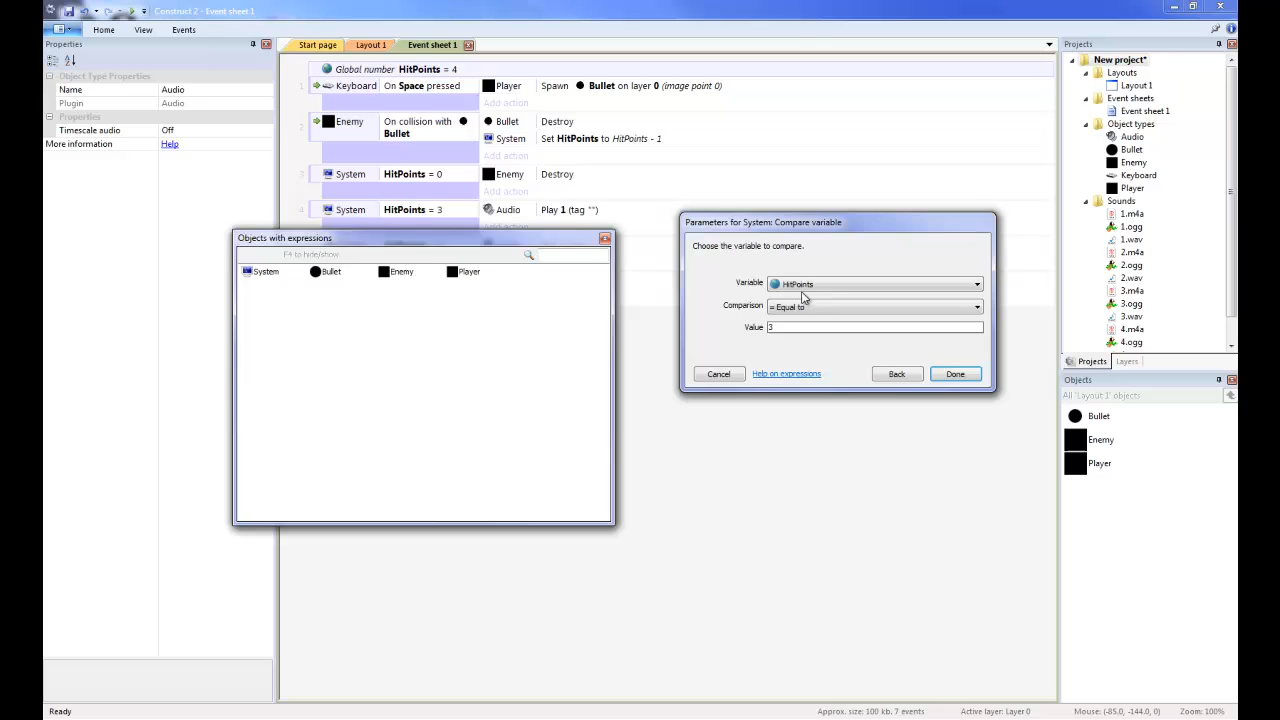 Construct 2 - Event sheet 1
Home View Events
Properties
Object Type Properties
Name Audio
Plugin Audio
Properties
Timescale audio Off
More information Help
Start page Layout 1 Event sheet 1
Global number HitPoints = 4
1 Keyboard On Space pressed Player Spawn Bullet on layer 0 (image point 0)
Add action
2 Enemy On collision with Bullet Bullet Destroy
System Set HitPoints to HitPoints - 1
Add action
3 System HitPoints = 0 Enemy Destroy
Add action
4 System HitPoints = 3 Audio Play 1 (tag "")
Objects with expressions
F4 to hide/show
System Bullet Enemy Player
Parameters for System: Compare variable
Choose the variable to compare.
Variable HitPoints
Comparison = Equal to
Value 3
Cancel Help on expressions Back Done
Projects
New project*
Layouts
Layout 1
Event sheets
Event sheet 1
Object types
Audio
Bullet
Enemy
Keyboard
Player
Sounds
1.m4a
1.ogg
1.wav
2.m4a
2.ogg
2.wav
3.m4a
3.ogg
3.wav
4.m4a
4.ogg
Projects Layers
Objects
All 'Layout 1' objects
Bullet
Enemy
Player
Ready Approx. size: 100 kb, 7 events Active layer: Layer 0 Mouse: (-85.0, -144.0, 0) Zoom: 100%